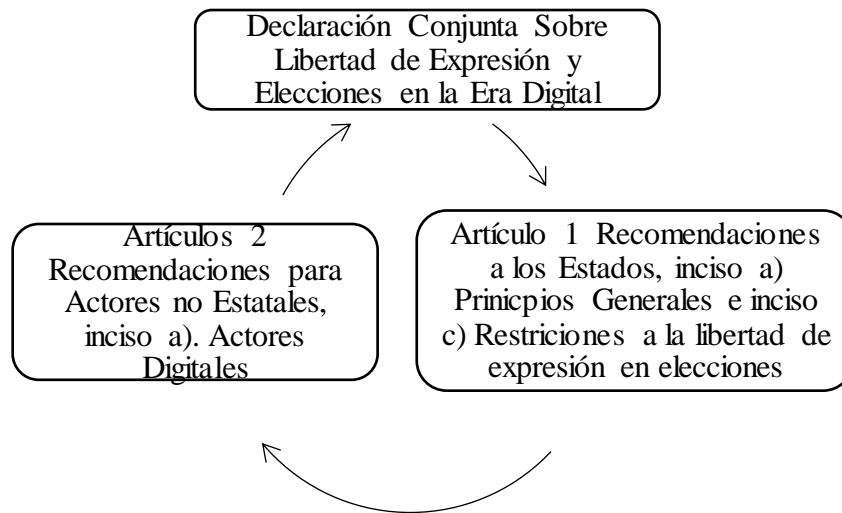 Declaración Conjunta Sobre
Libertad de Expresión y
Elecciones en la Era Digital
Artículos 2
Recomendaciones para
Actores no Estatales,
inciso a). Actores
Digitales
Artículo 1 Recomendaciones
a los Estados, inciso a)
Prinicpios Generales e inciso
c) Restriciones a la libertad de
expresión en elecciones